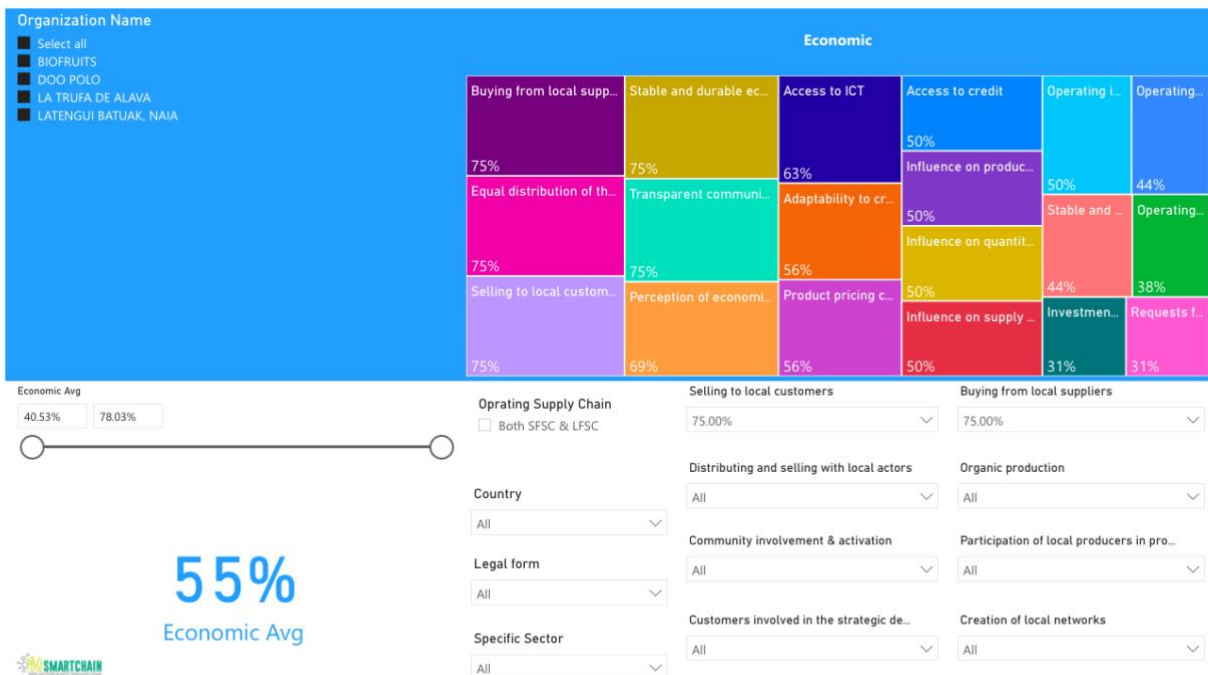 Organization Name
Select all
BIOFRUITS
DOO POLO
LA TRUFA DE ALAVA
LATENGUI BATUAK, NAIA
Economic
Buying from local supp...
75%
Equal distribution of th...
75%
Selling to local custom...
75%
Stable and durable ec...
75%
Transparent communi...
75%
Perception of economi...
69%
Access to ICT
63%
Adaptability to cr...
56%
Product pricing c...
56%
Access to credit
50%
Influence on produc...
50%
Influence on quantit...
50%
Influence on supply ...
50%
Operating i...
50%
Stable and ...
44%
Investmen...
31%
Operating...
44%
Operating...
38%
Requests f...
31%
Economic Avg
40.53% 78.03%
55%
Economic Avg
SMARTCHAIN
Oprating Supply Chain
Both SFSC & LFSC
Country
All
Legal form
All
Specific Sector
All
Selling to local customers
75.00%
Distributing and selling with local actors
All
Community involvement & activation
All
Customers involved in the strategic de...
All
Buying from local suppliers
75.00%
Organic production
All
Participation of local producers in pro...
All
Creation of local networks
All